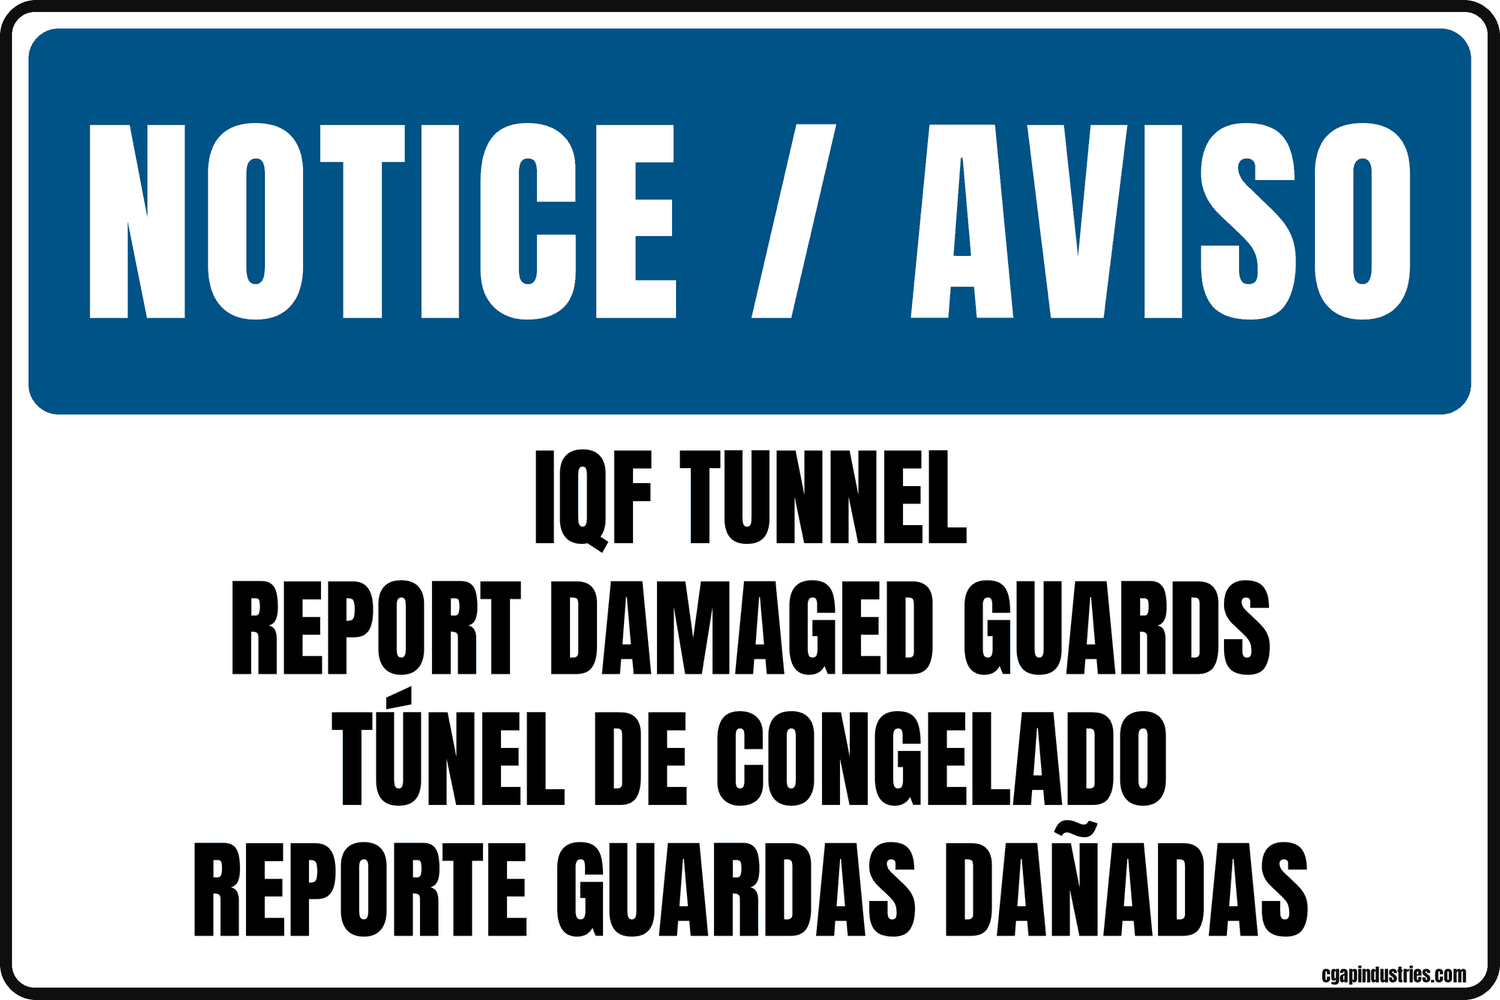 NOTICE / AVISO
IQF TUNNEL
REPORT DAMAGED GUARDS
TÚNEL DE CONGELADO
REPORTE GUARDAS DAÑADAS
cgapindustries.com